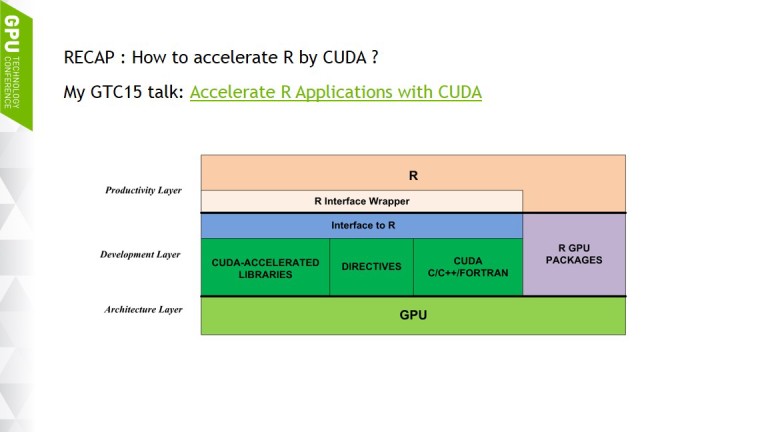 GPU TECHNOLOGY
CONFERENCE
RECAP : How to accelerate R by CUDA ?
My GTC15 talk: Accelerate R Applications with CUDA
R
Productivity Layer
R Interface Wrapper
Interface to R
Development Layer
CUDA-ACCELERATED
LIBRARIES
DIRECTIVES
CUDA
C/C++/FORTRAN
R GPU
PACKAGES
Architecture Layer
GPU